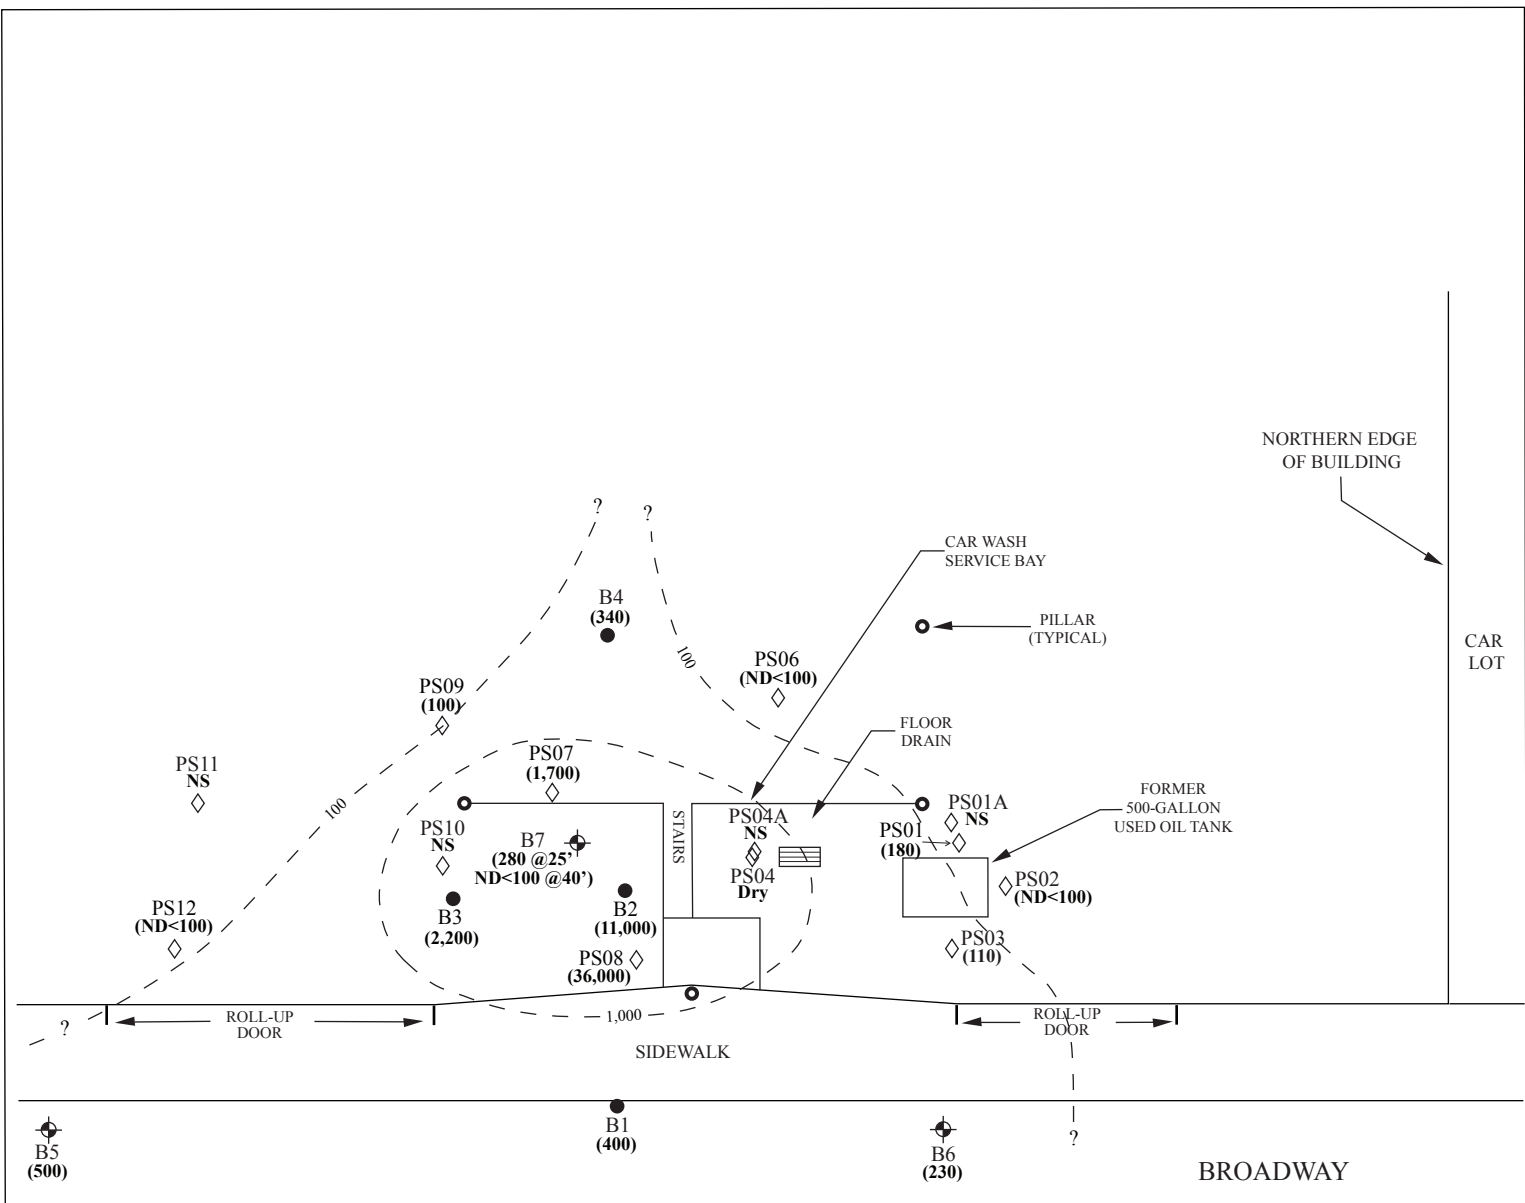 NORTHERN EDGE
OF BUILDING
?
?
CAR WASH
SERVICE BAY
B4
(340)
PILLAR
(TYPICAL)
CAR
LOT
100
PS06
(ND<100)
PS09
(100)
FLOOR
DRAIN
PS11
NS
PS07
(1,700)
100
FORMER
500-GALLON
USED OIL TANK
STAIRS
PS04A
NS
PS04
Dry
PS01A
NS
PS01
(180)
PS10
NS
B7
(280 @25’
ND<100 @40’)
PS02
(ND<100)
PS12
(ND<100)
B3
(2,200)
B2
(11,000)
PS08
(36,000)
PS03
(110)
?
ROLL-UP
DOOR
1,000
ROLL-UP
DOOR
SIDEWALK
B5
(500)
B1
(400)
B6
(230)
?
BROADWAY